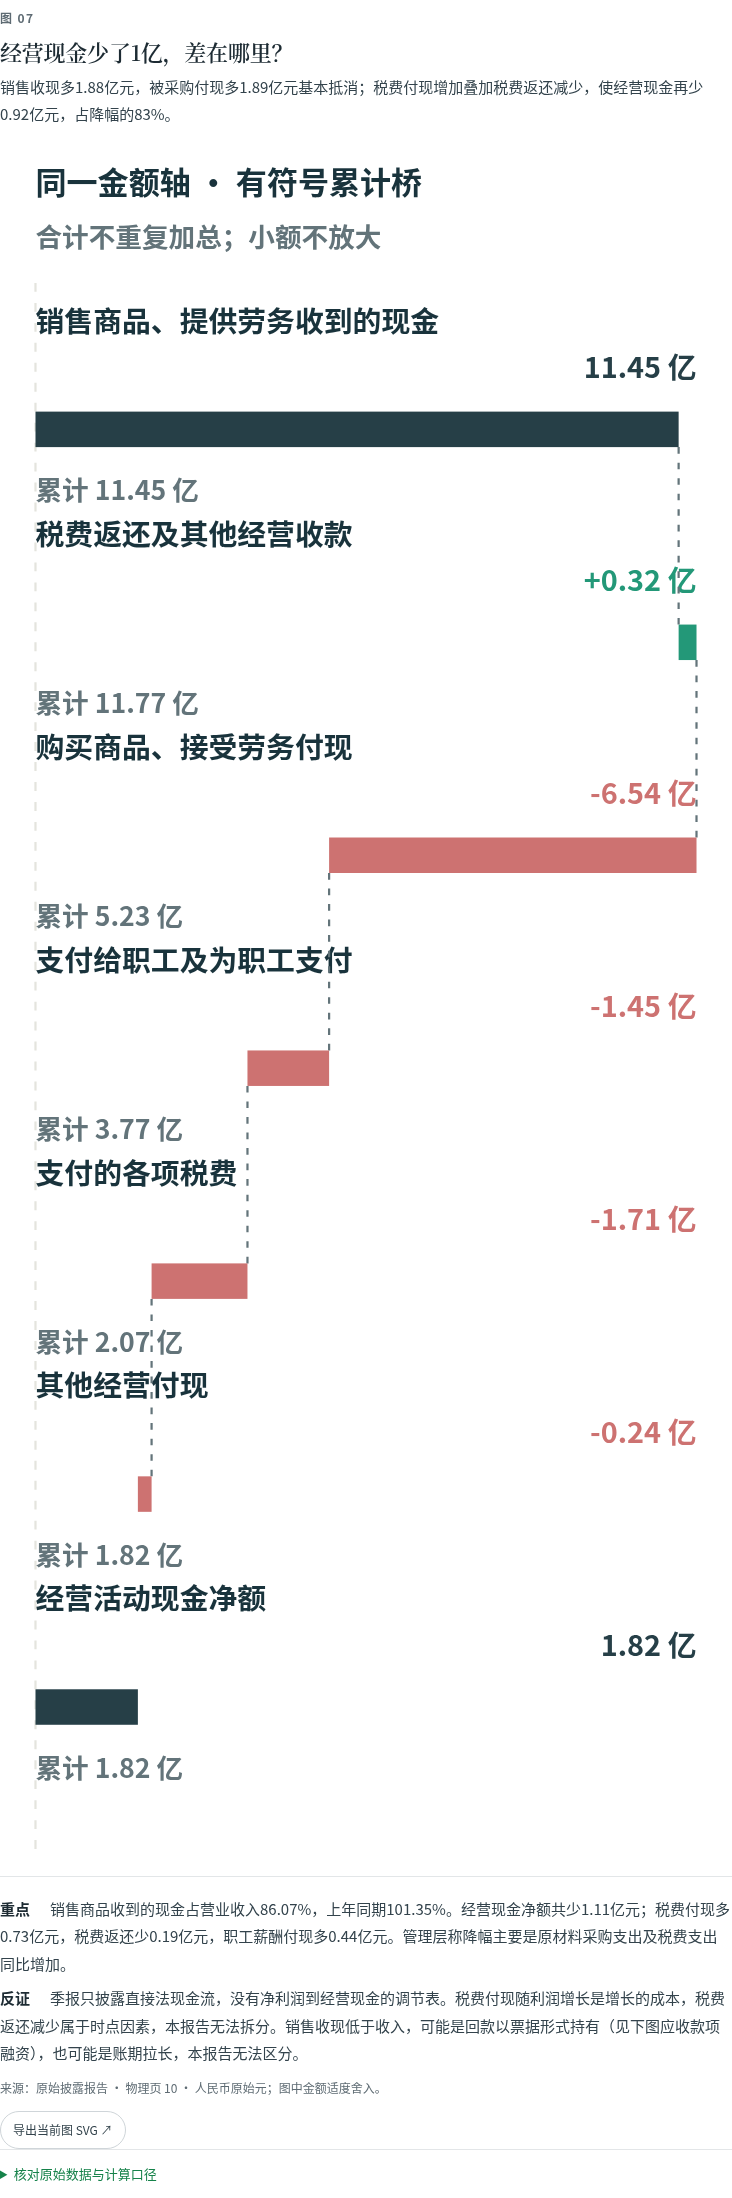 图 07
经营现金少了1亿，差在哪里？
销售收现多1.88亿元，被采购付现多1.89亿元基本抵消；税费付现增加叠加税费返还减少，使经营现金再少
0.92亿元，占降幅的83%。
同一金额轴 · 有符号累计桥
合计不重复加总；小额不放大
销售商品、提供劳务收到的现金
11.45 亿
累计 11.45 亿
税费返还及其他经营收款
+0.32 亿
累计 11.77 亿
购买商品、接受劳务付现
-6.54 亿
累计 5.23 亿
支付给职工及为职工支付
-1.45 亿
累计 3.77 亿
支付的各项税费
-1.71 亿
累计 2.07 亿
其他经营付现
-0.24 亿
累计 1.82 亿
经营活动现金净额
1.82 亿
累计 1.82 亿
重点 销售商品收到的现金占营业收入86.07%，上年同期101.35%。经营现金净额共少1.11亿元；税费付现多
0.73亿元，税费返还少0.19亿元，职工薪酬付现多0.44亿元。管理层称降幅主要是原材料采购支出及税费支出
同比增加。
反证 季报只披露直接法现金流，没有净利润到经营现金的调节表。税费付现随利润增长是增长的成本，税费
返还减少属于时点因素，本报告无法拆分。销售收现低于收入，可能是回款以票据形式持有（见下图应收款项
融资），也可能是账期拉长，本报告无法区分。
来源：原始披露报告 · 物理页 10 · 人民币原始元；图中金额适度舍入。
导出当前图 SVG ↗
▶ 核对原始数据与计算口径